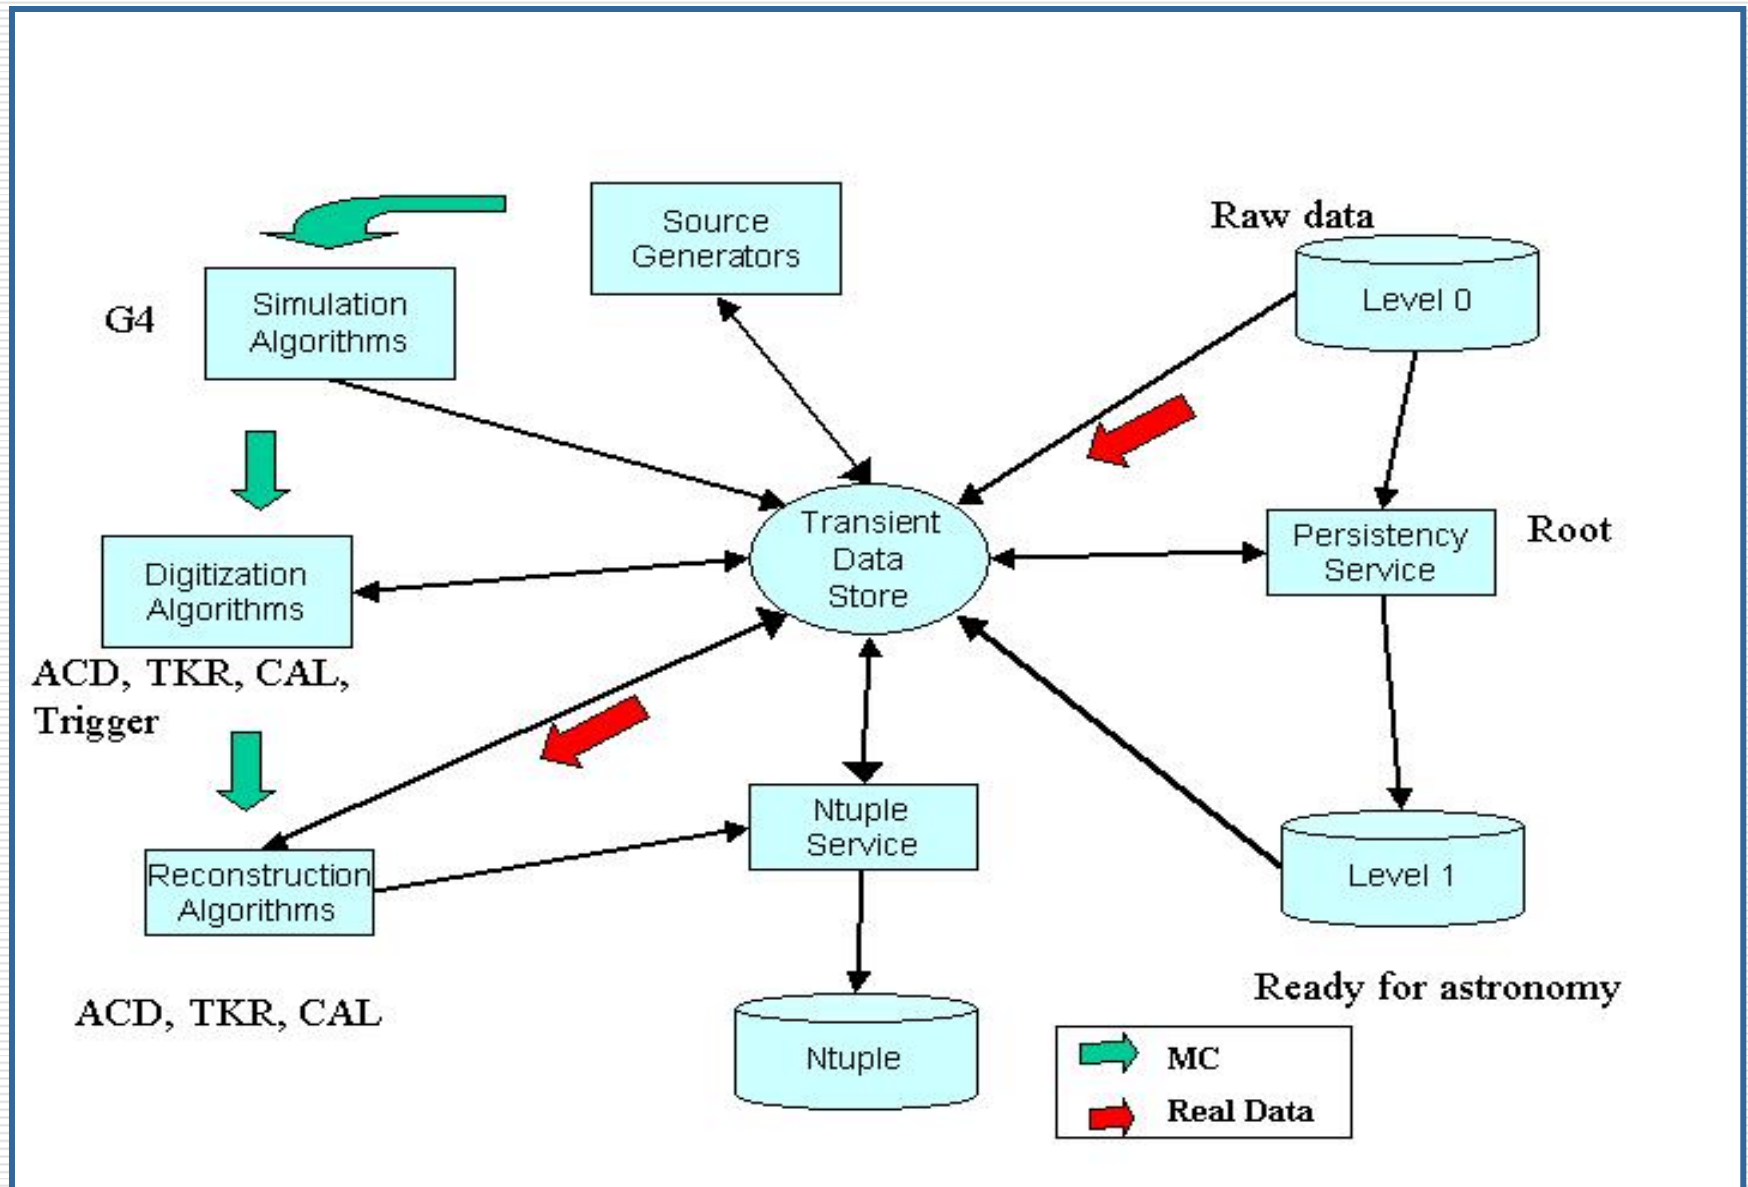 Source
Generators
Raw data
Level 0
G4
Simulation
Algorithms
Transient
Data
Store
Persistency
Service
Root
Digitization
Algorithms
ACD, TKR, CAL,
Trigger
Ntuple
Service
Reconstruction
Algorithms
Level 1
ACD, TKR, CAL
Ready for astronomy
Ntuple
MC
Real Data